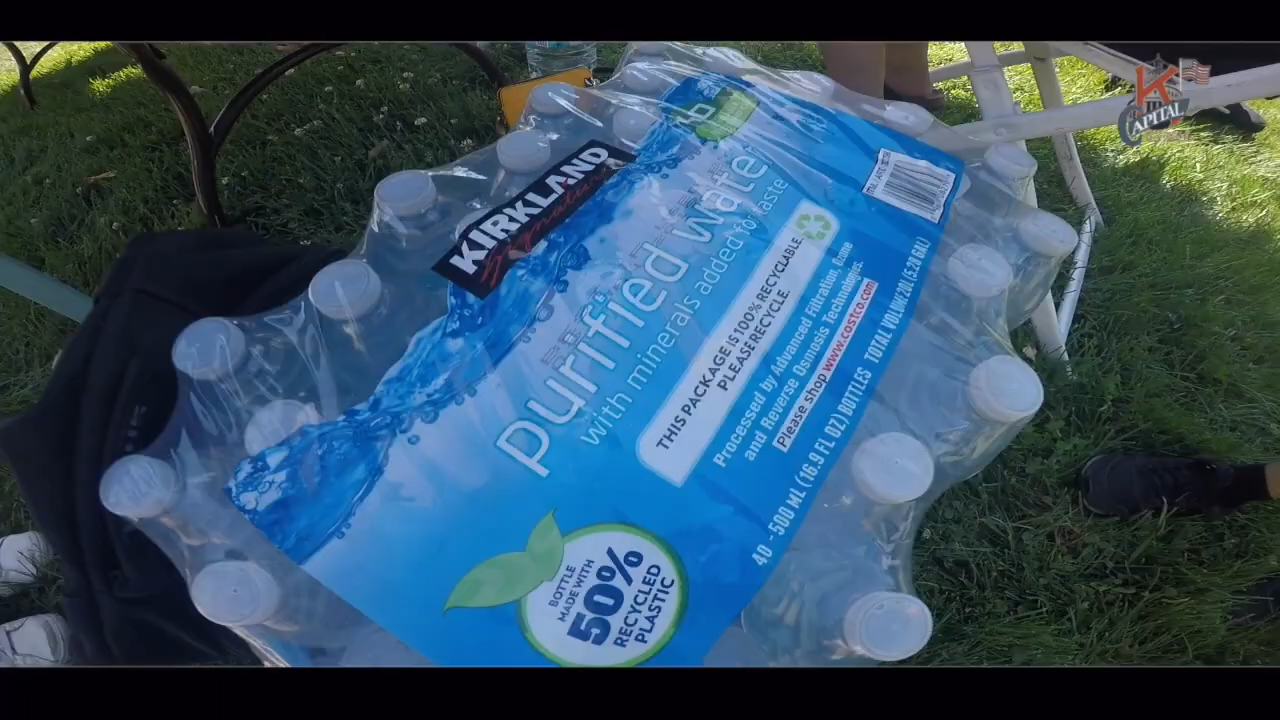 KIRKLAND
Signature
purified water
with minerals added for taste
THIS PACKAGE IS 100% RECYCLABLE.
PLEASE RECYCLE.
Processed by Advanced Filtration, Ozone
and Reverse Osmosis Technologies.
Please shop www.costco.com
40 - 500 ML (16.9 FL OZ) BOTTLES TOTAL VOLUME 20L (5.28 GAL)
BOTTLE
MADE WITH
50%
RECYCLED
PLASTIC
K
CAPITAL